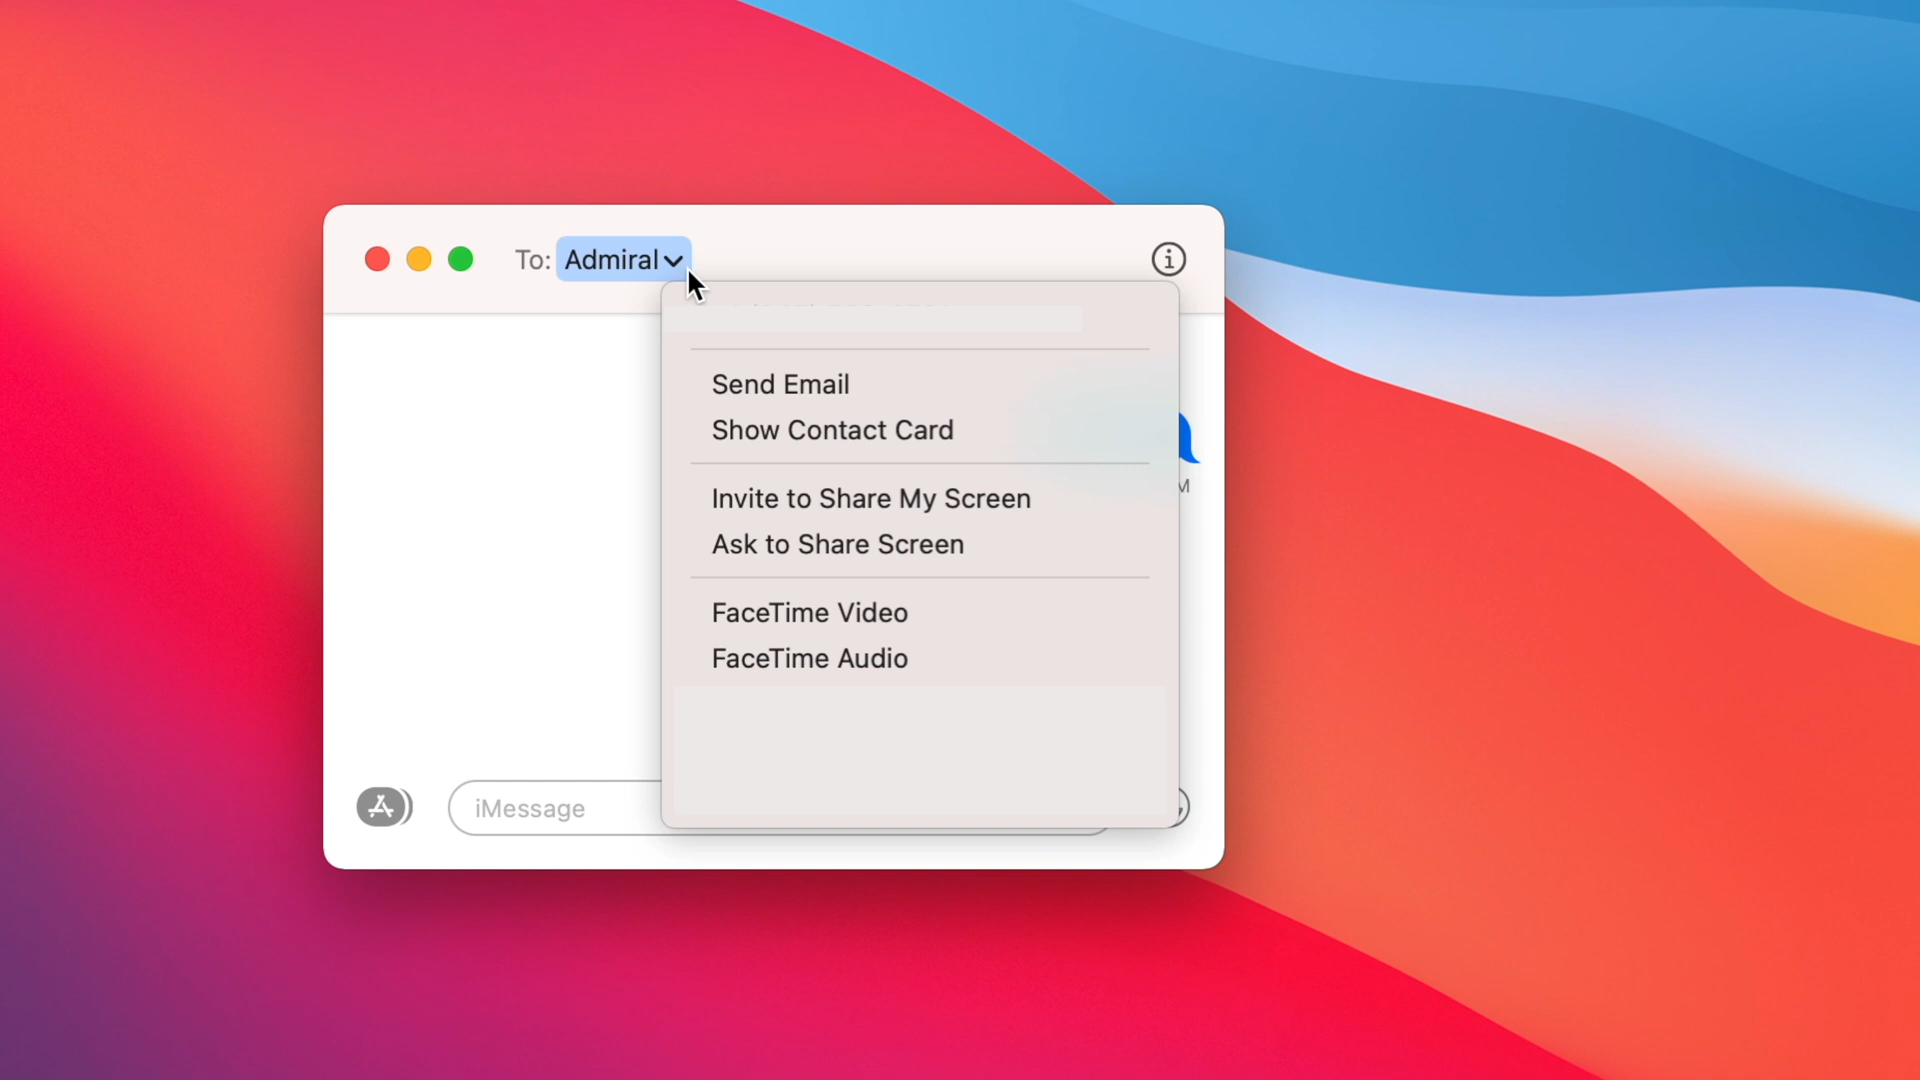 To: Admiral
Send Email
Show Contact Card
M
Invite to Share My Screen
Ask to Share Screen
FaceTime Video
FaceTime Audio
iMessage